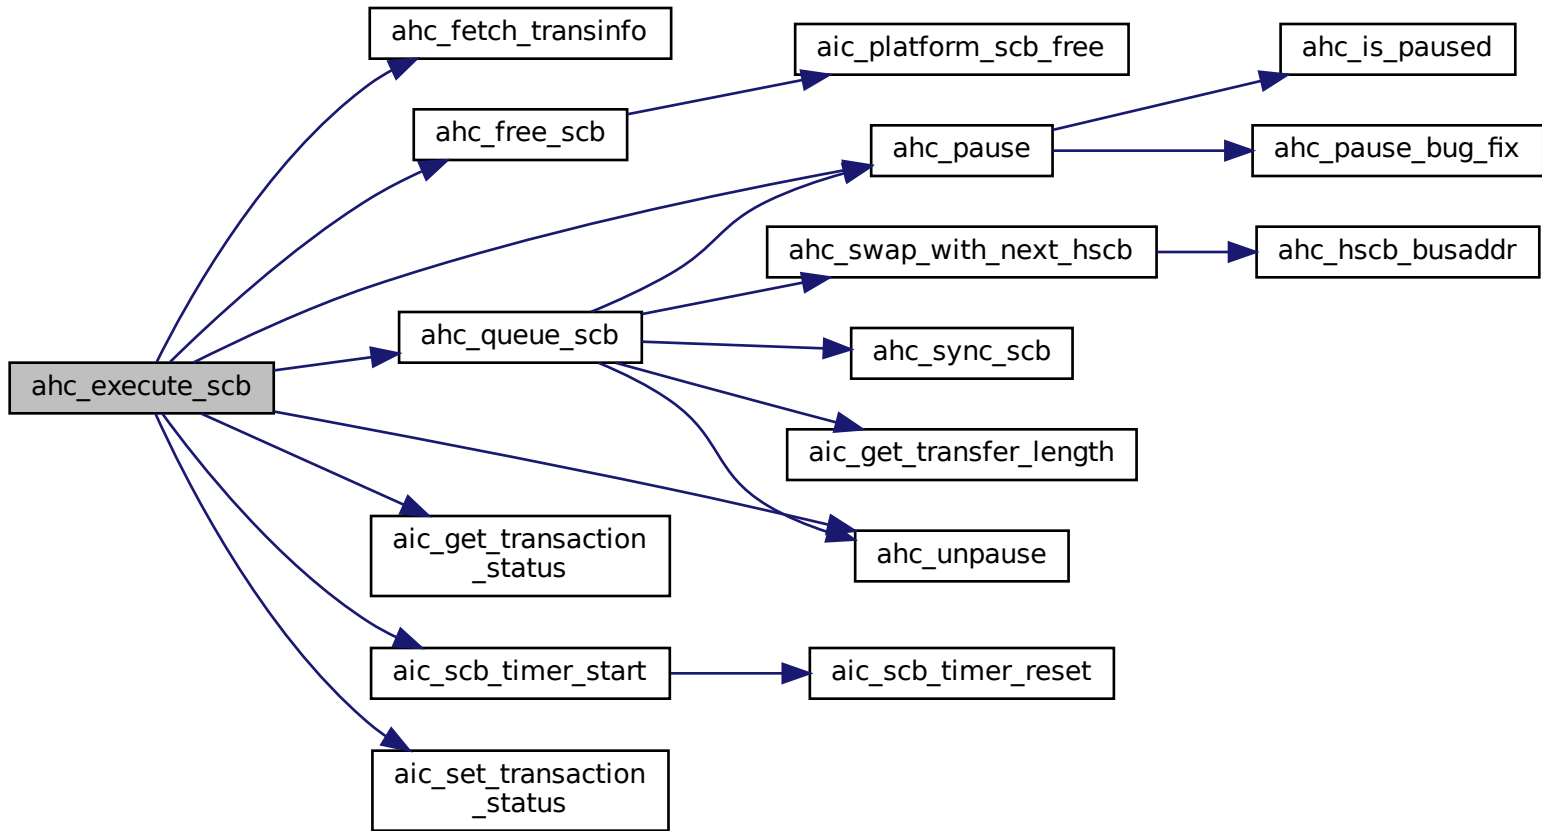 ahc_fetch_transinfo
aic_platform_scb_free
ahc_is_paused
ahc_free_scb
ahc_pause
ahc_pause_bug_fix
ahc_swap_with_next_hscb
ahc_hscb_busaddr
ahc_queue_scb
ahc_sync_scb
ahc_execute_scb
aic_get_transfer_length
aic_get_transaction
_status
ahc_unpause
aic_scb_timer_start
aic_scb_timer_reset
aic_set_transaction
_status